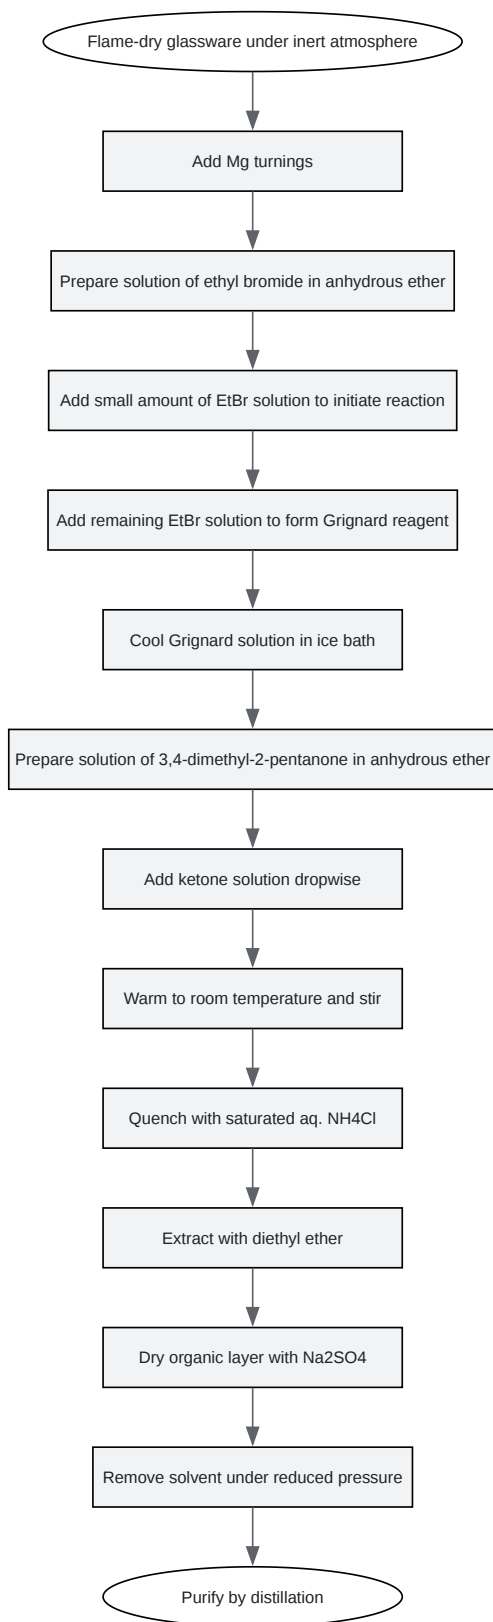 Flame-dry glassware under inert atmosphere
Add Mg turnings
Prepare solution of ethyl bromide in anhydrous ether
Add small amount of EtBr solution to initiate reaction
Add remaining EtBr solution to form Grignard reagent
Cool Grignard solution in ice bath
Prepare solution of 3,4-dimethyl-2-pentanone in anhydrous ether
Add ketone solution dropwise
Warm to room temperature and stir
Quench with saturated aq. NH4Cl
Extract with diethyl ether
Dry organic layer with Na2SO4
Remove solvent under reduced pressure
Purify by distillation